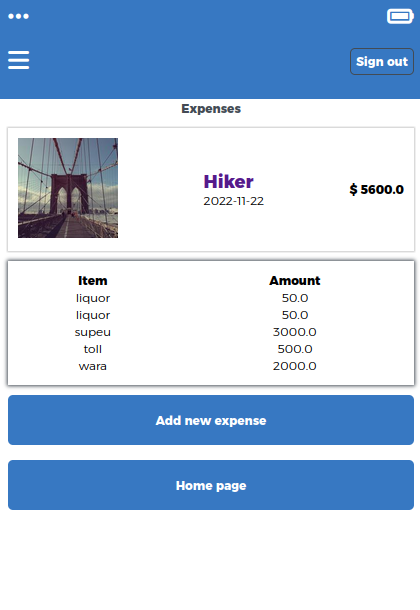 Sign out
Expenses
Hiker
2022-11-22
$ 5600.0
Item Amount
liquor 50.0
liquor 50.0
supeu 3000.0
toll 500.0
wara 2000.0
Add new expense
Home page